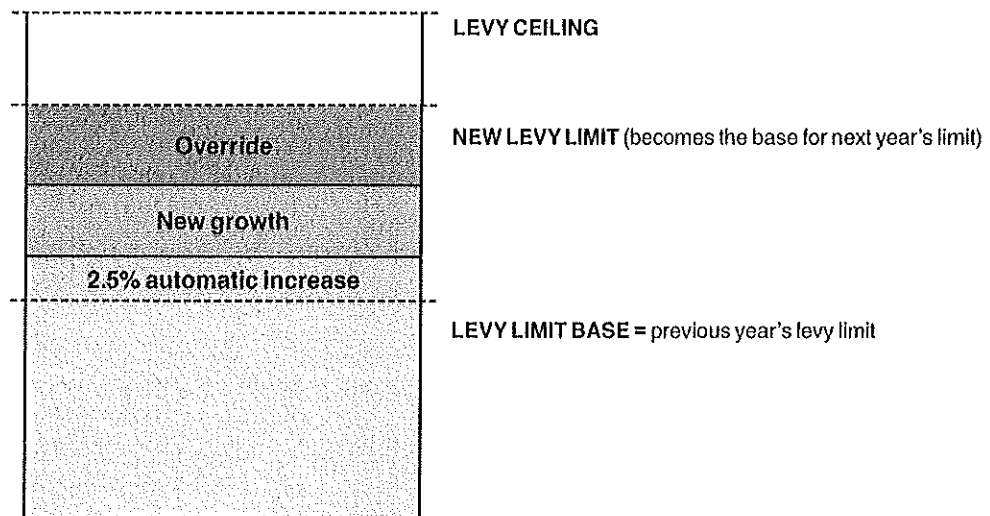 LEVY CEILING
Override
NEW LEVY LIMIT (becomes the base for next year's limit)
New growth
2.5% automatic increase
LEVY LIMIT BASE = previous year's levy limit